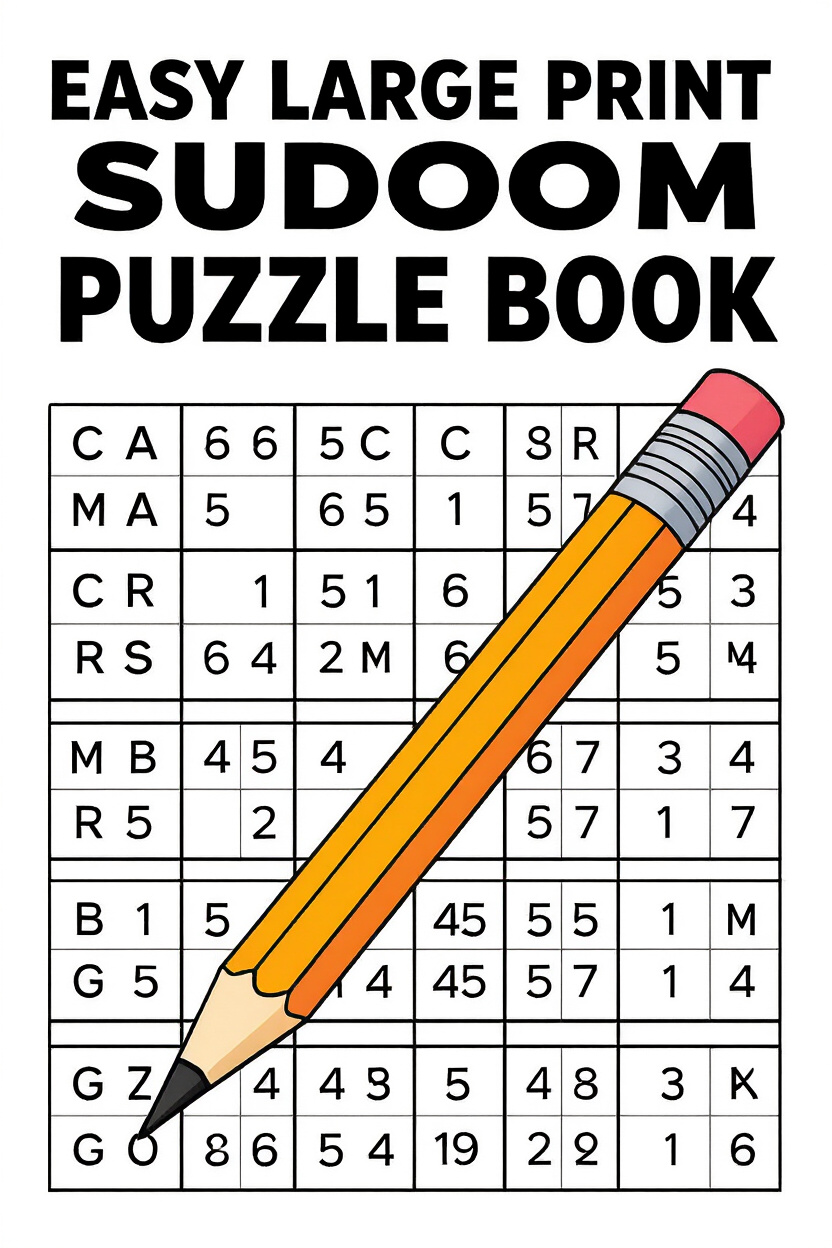 EASY LARGE PRINT
SUDOOM
PUZZLE BOOK
C A 6 6 5 C C 8 R
M A 5 6 5 1 5 7 4
C R 1 5 1 6 5 3
R S 6 4 2 M 6 5
M B 4 5 4 6 7 3 4
R 5 2 5 7 1 7
B 1 5 45 5 5 1 M
G 5 4 45 5 7 1 4
G Z 4 4 5 4 8 3
G O 8 6 5 4 19 2 1 6